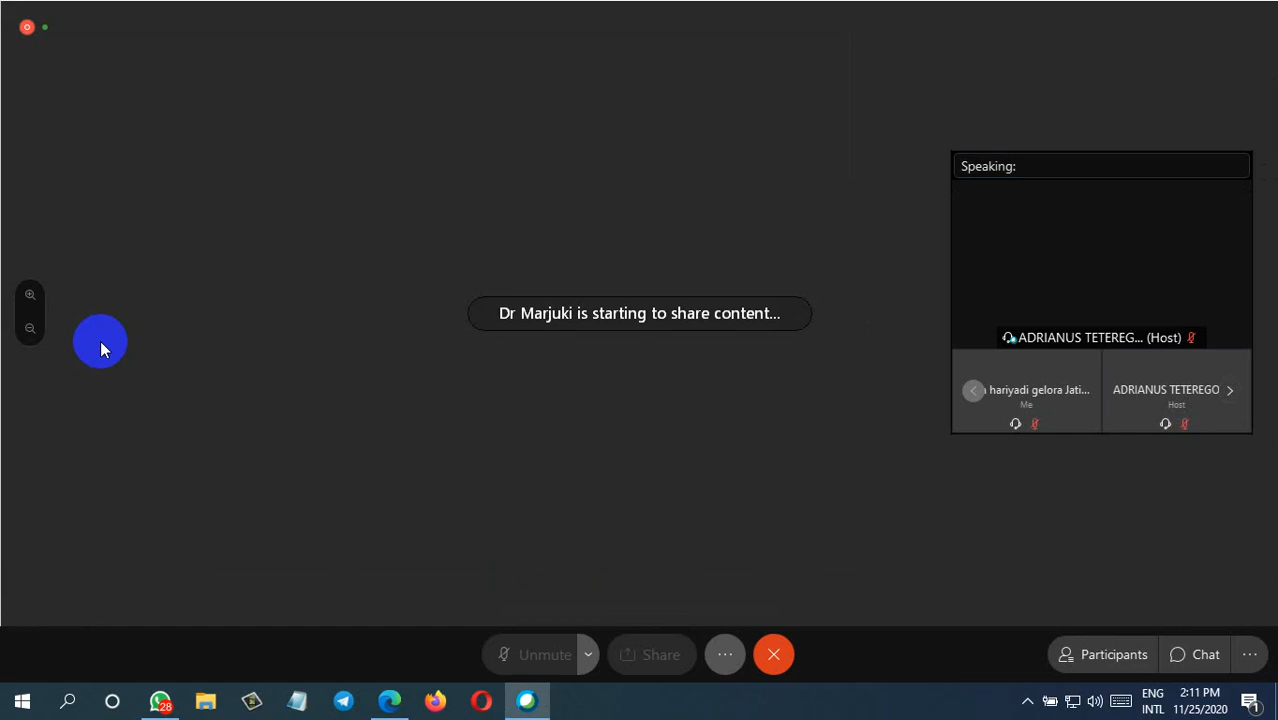 Speaking:
Dr Marjuki is starting to share content...
ADRIANUS TETEREG... (Host)
hariyadi gelora Jati...
Me
ADRIANUS TETEREGO
Host
Unmute
Share
Participants
Chat
28
ENG
INTL
2:11 PM
11/25/2020
1